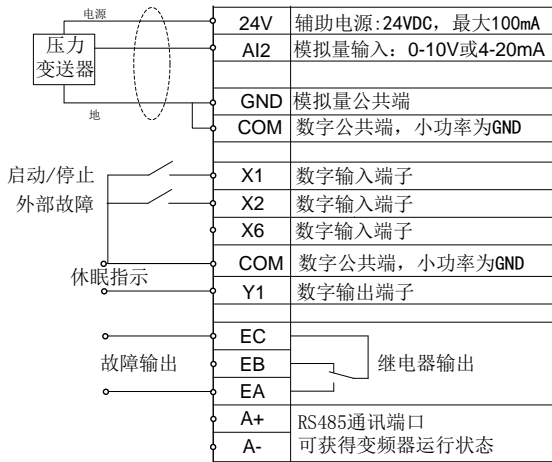 电源 24V 辅助电源:24VDC, 最大100mA
压力变送器 AI2 模拟量输入: 0-10V或4-20mA
地 GND 模拟量公共端
COM 数字公共端, 小功率为GND
启动/停止 X1 数字输入端子
外部故障 X2 数字输入端子
X6 数字输入端子
COM 数字公共端, 小功率为GND
休眠指示 Y1 数字输出端子
EC
故障输出 EB 继电器输出
EA
A+ RS485通讯端口
A- 可获得变频器运行状态